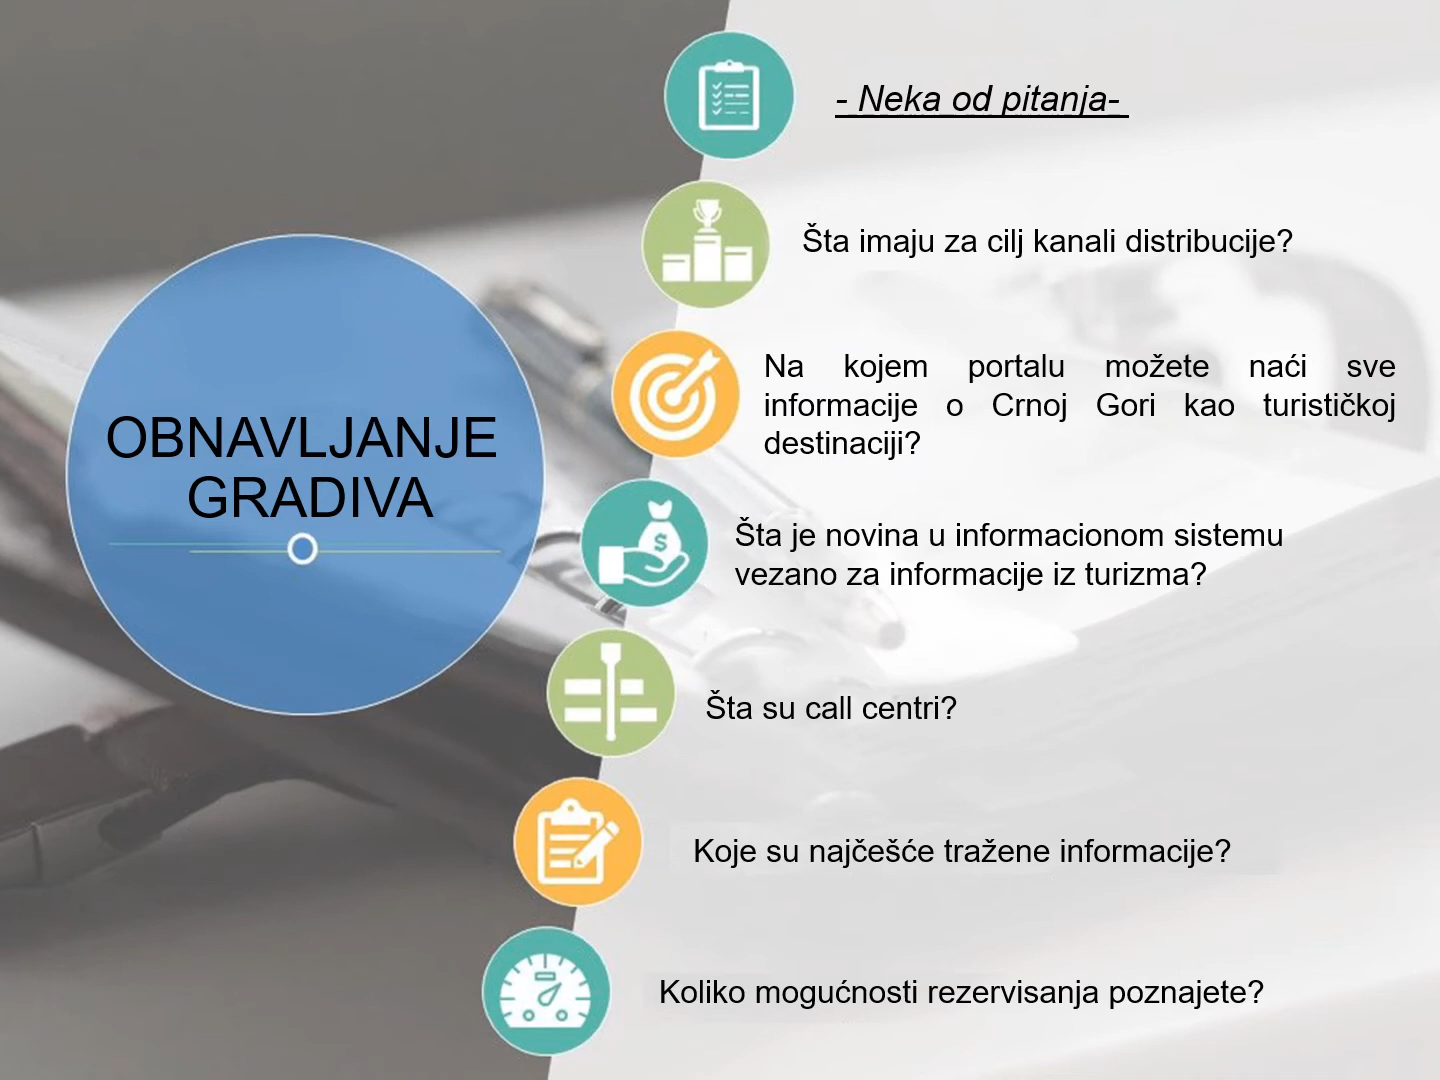 OBNAVLJANJE
GRADIVA
- Neka od pitanja-
Šta imaju za cilj kanali distribucije?
Na kojem portalu možete naći sve
informacije o Crnoj Gori kao turističkoj
destinaciji?
Šta je novina u informacionom sistemu
vezano za informacije iz turizma?
Šta su call centri?
Koje su najčešće tražene informacije?
Koliko mogućnosti rezervisanja poznajete?